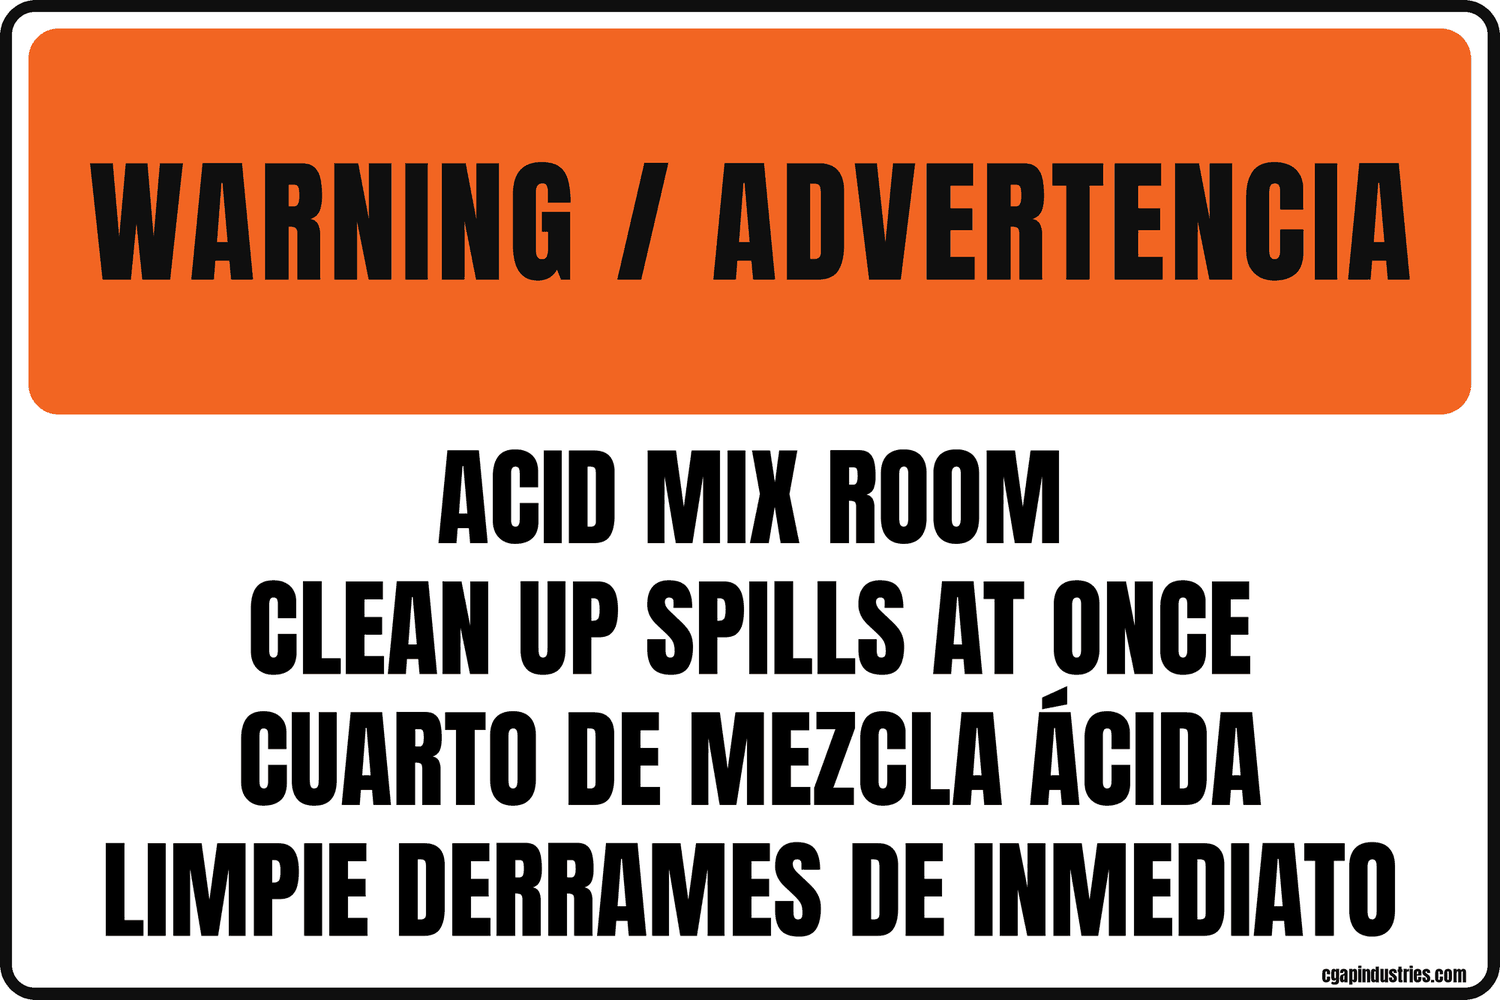 WARNING / ADVERTENCIA
ACID MIX ROOM
CLEAN UP SPILLS AT ONCE
CUARTO DE MEZCLA ÁCIDA
LIMPIE DERRAMES DE INMEDIATO
cgapindustries.com